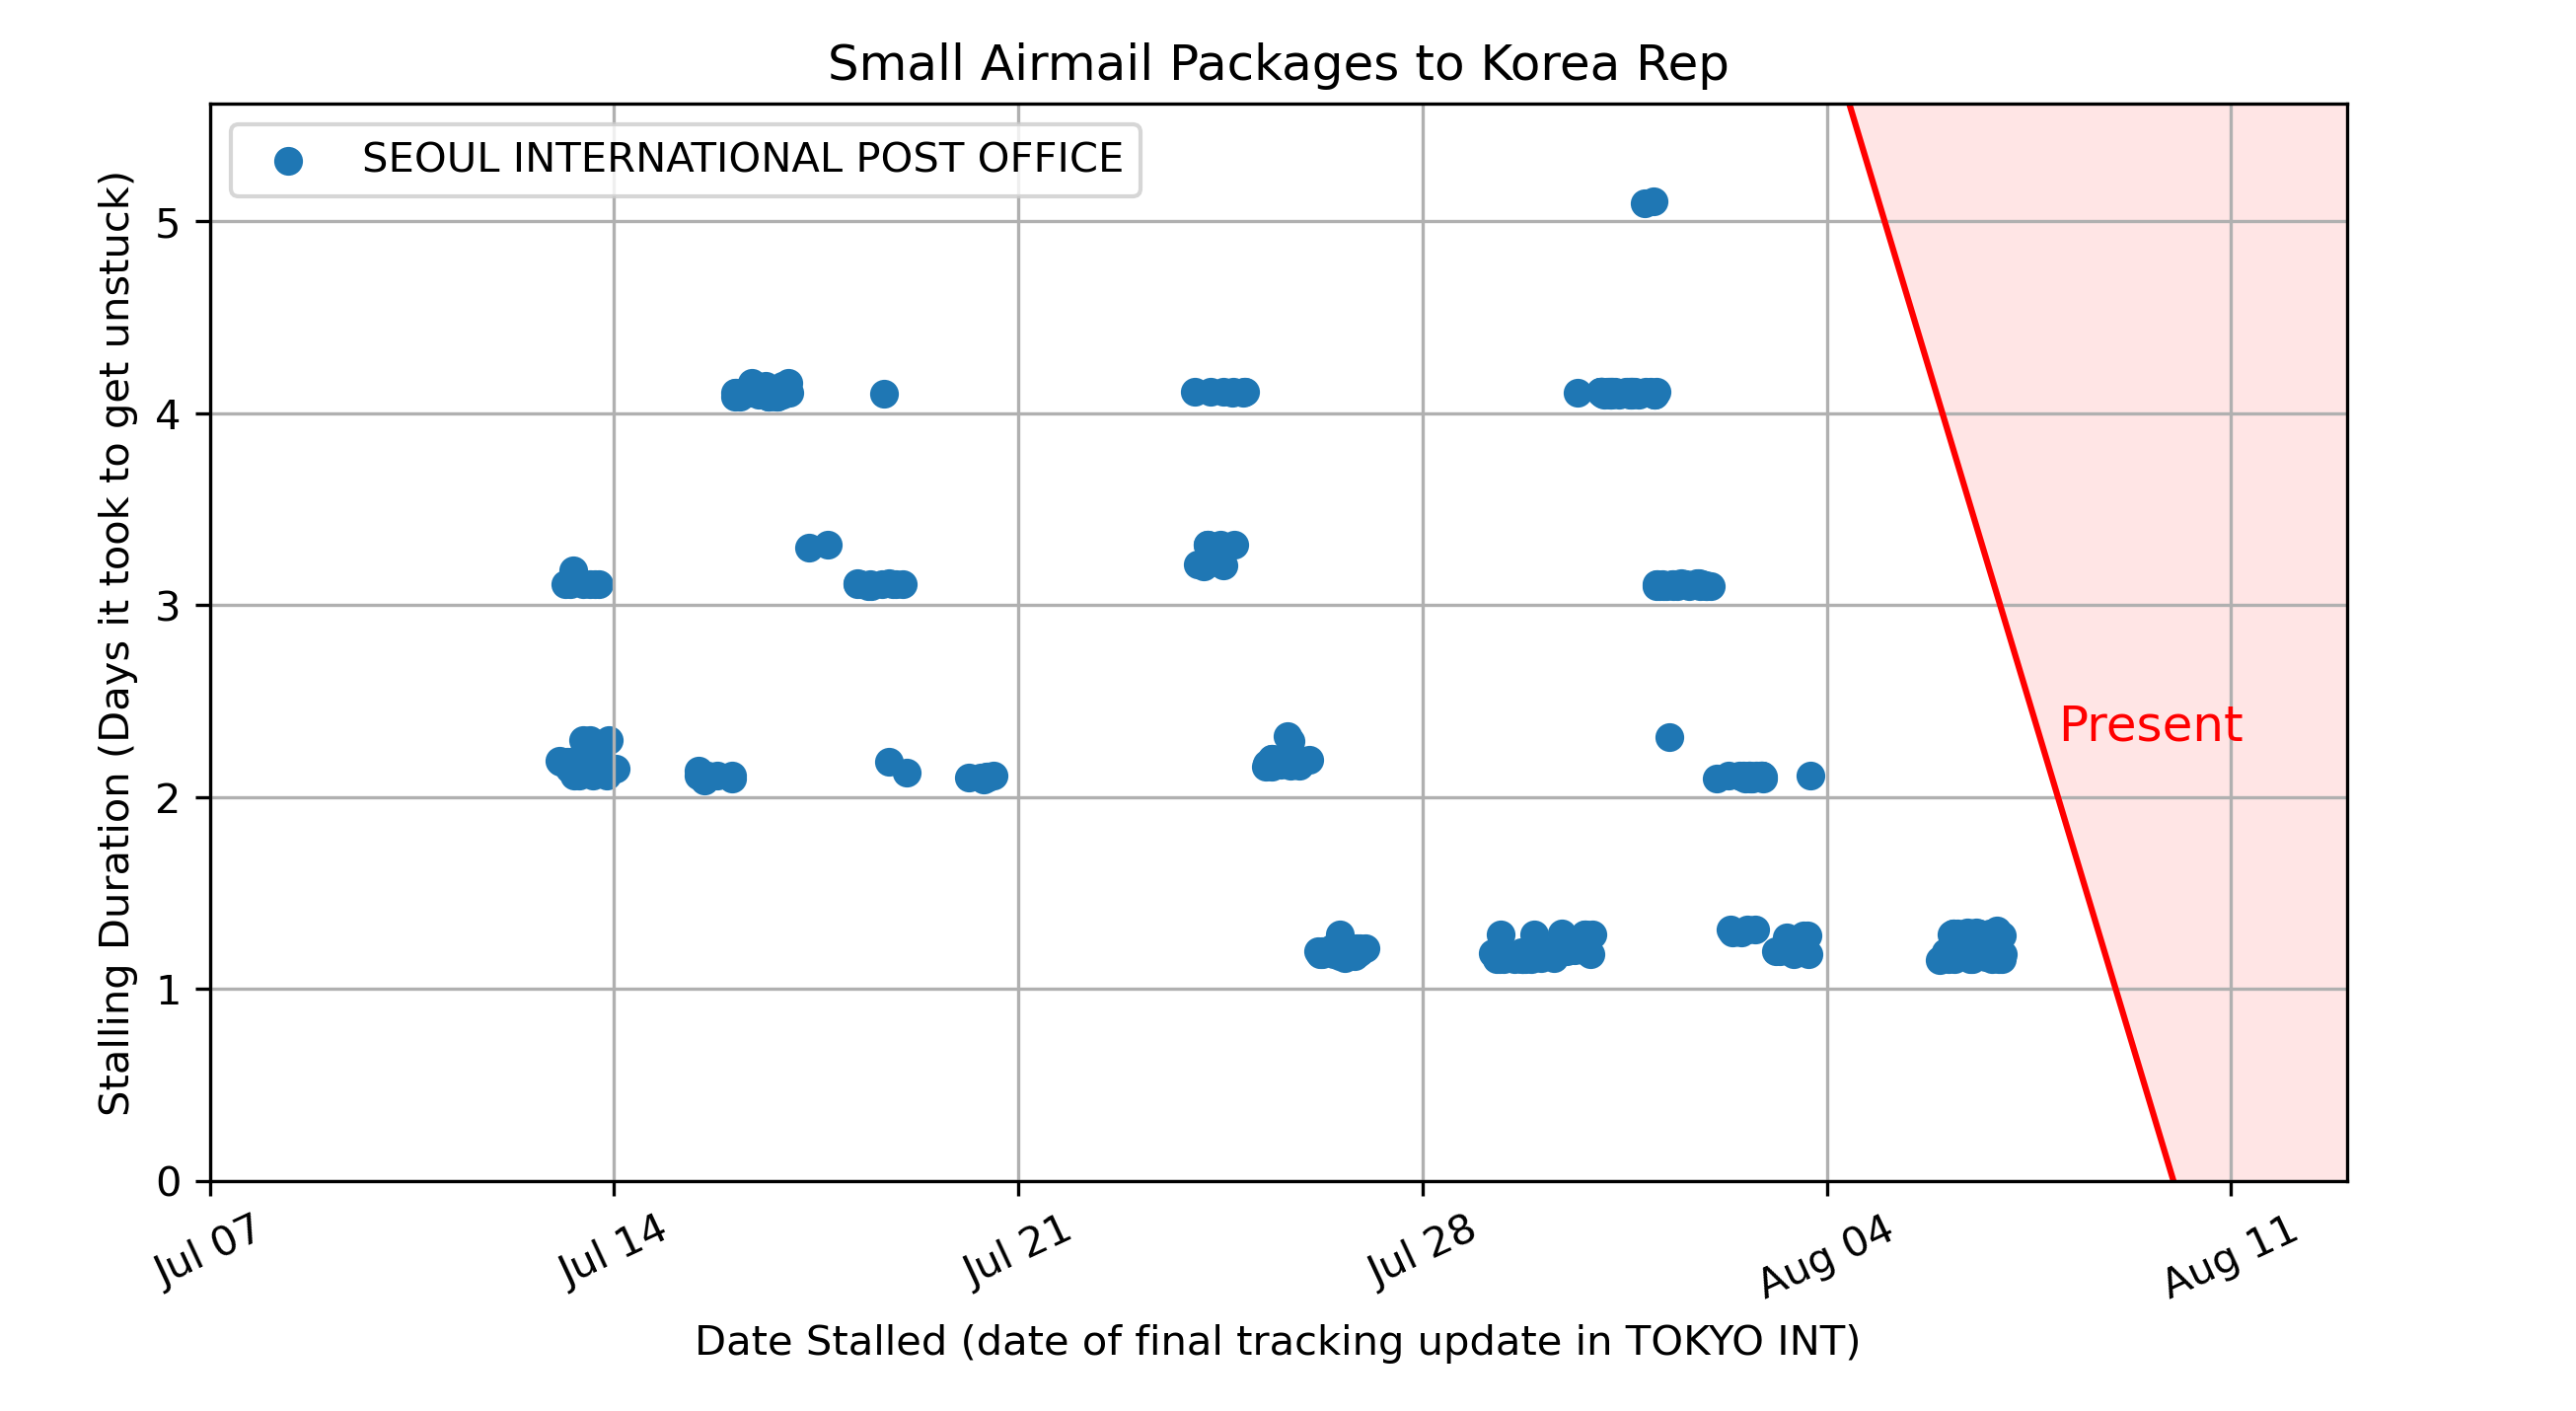 Small Airmail Packages to Korea Rep
SEOUL INTERNATIONAL POST OFFICE
Stalling Duration (Days it took to get unstuck)
5
4
3
2
1
0
Present
Jul 07
Jul 14
Jul 21
Jul 28
Aug 04
Aug 11
Date Stalled (date of final tracking update in TOKYO INT)